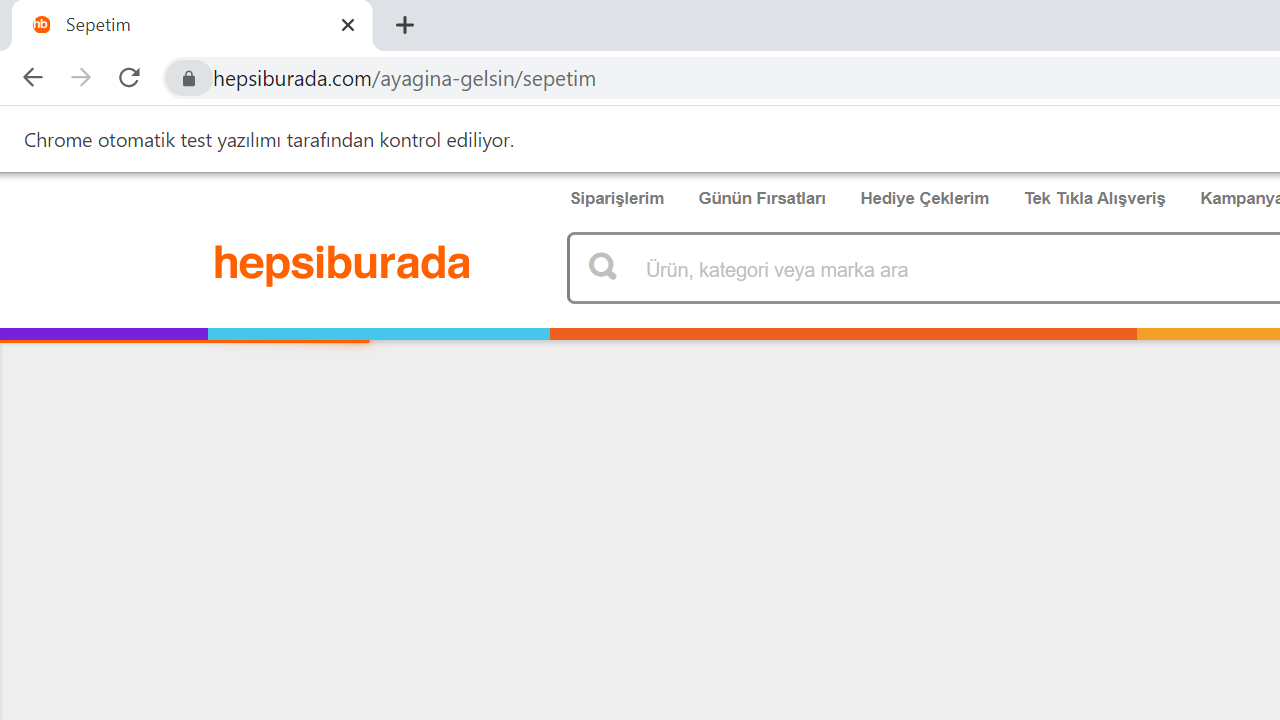 hb Sepetim
hepsiburada.com/ayagina-gelsin/sepetim
Chrome otomatik test yazılımı tarafından kontrol ediliyor.
Siparişlerim Günün Fırsatları Hediye Çeklerim Tek Tıkla Alışveriş Kampanya
hepsiburada
Ürün, kategori veya marka ara